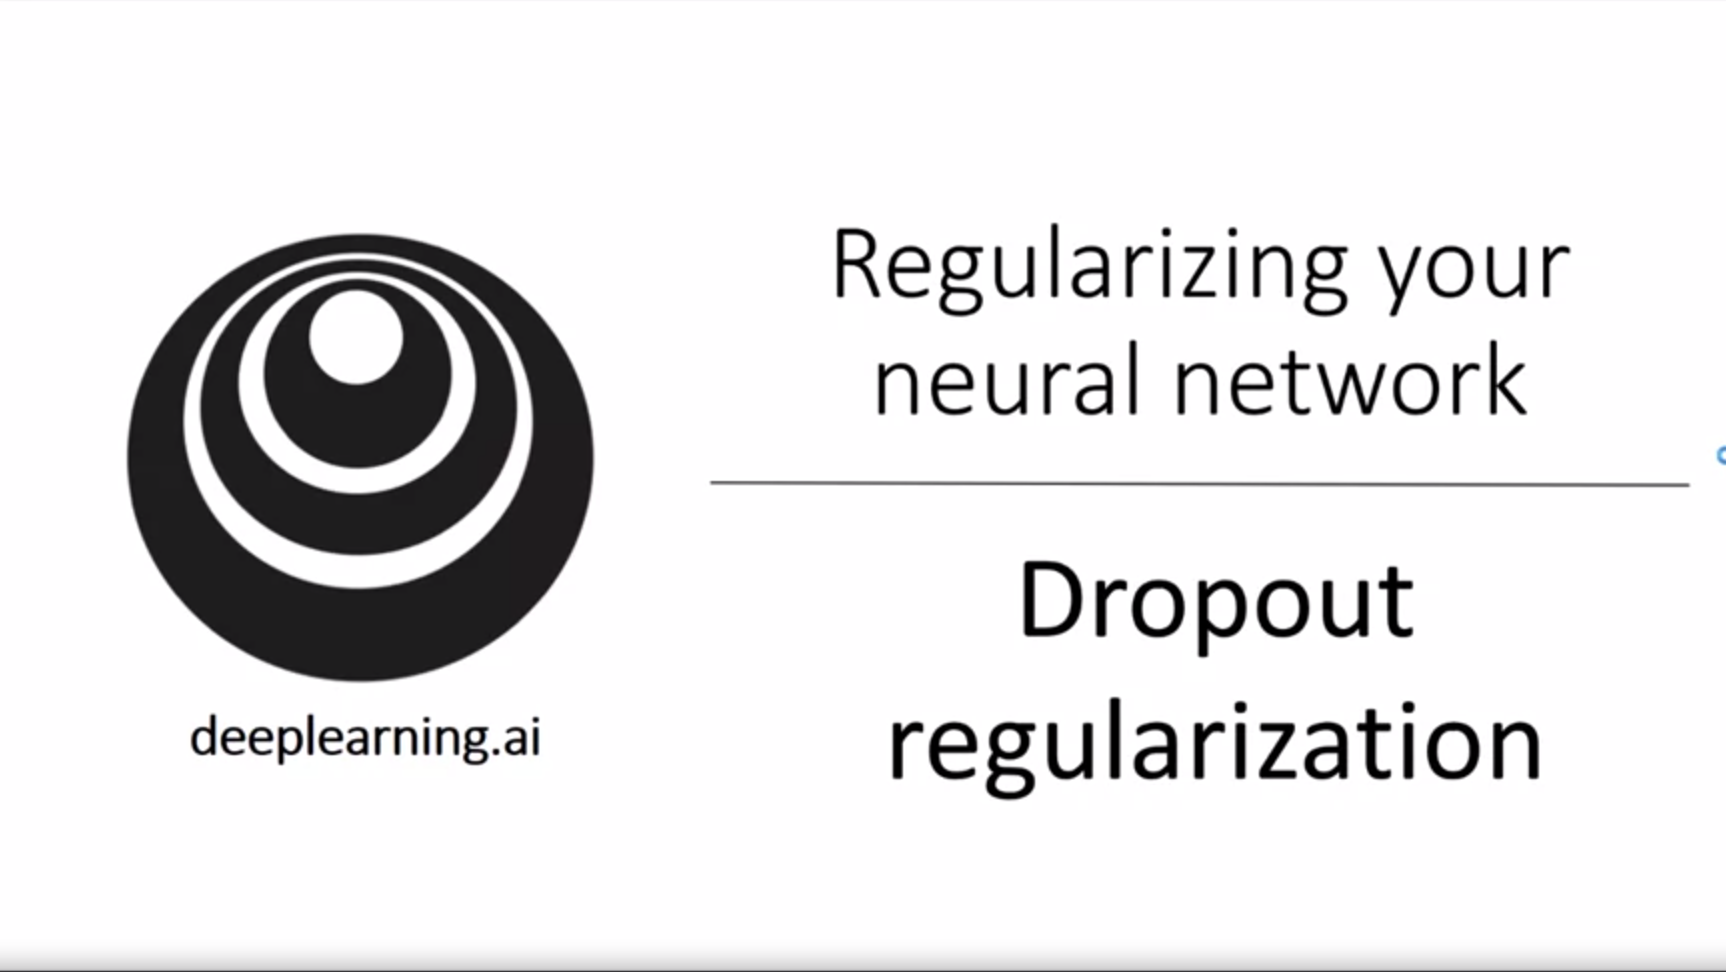 Regularizing your
neural network
Dropout
regularization
deeplearning.ai